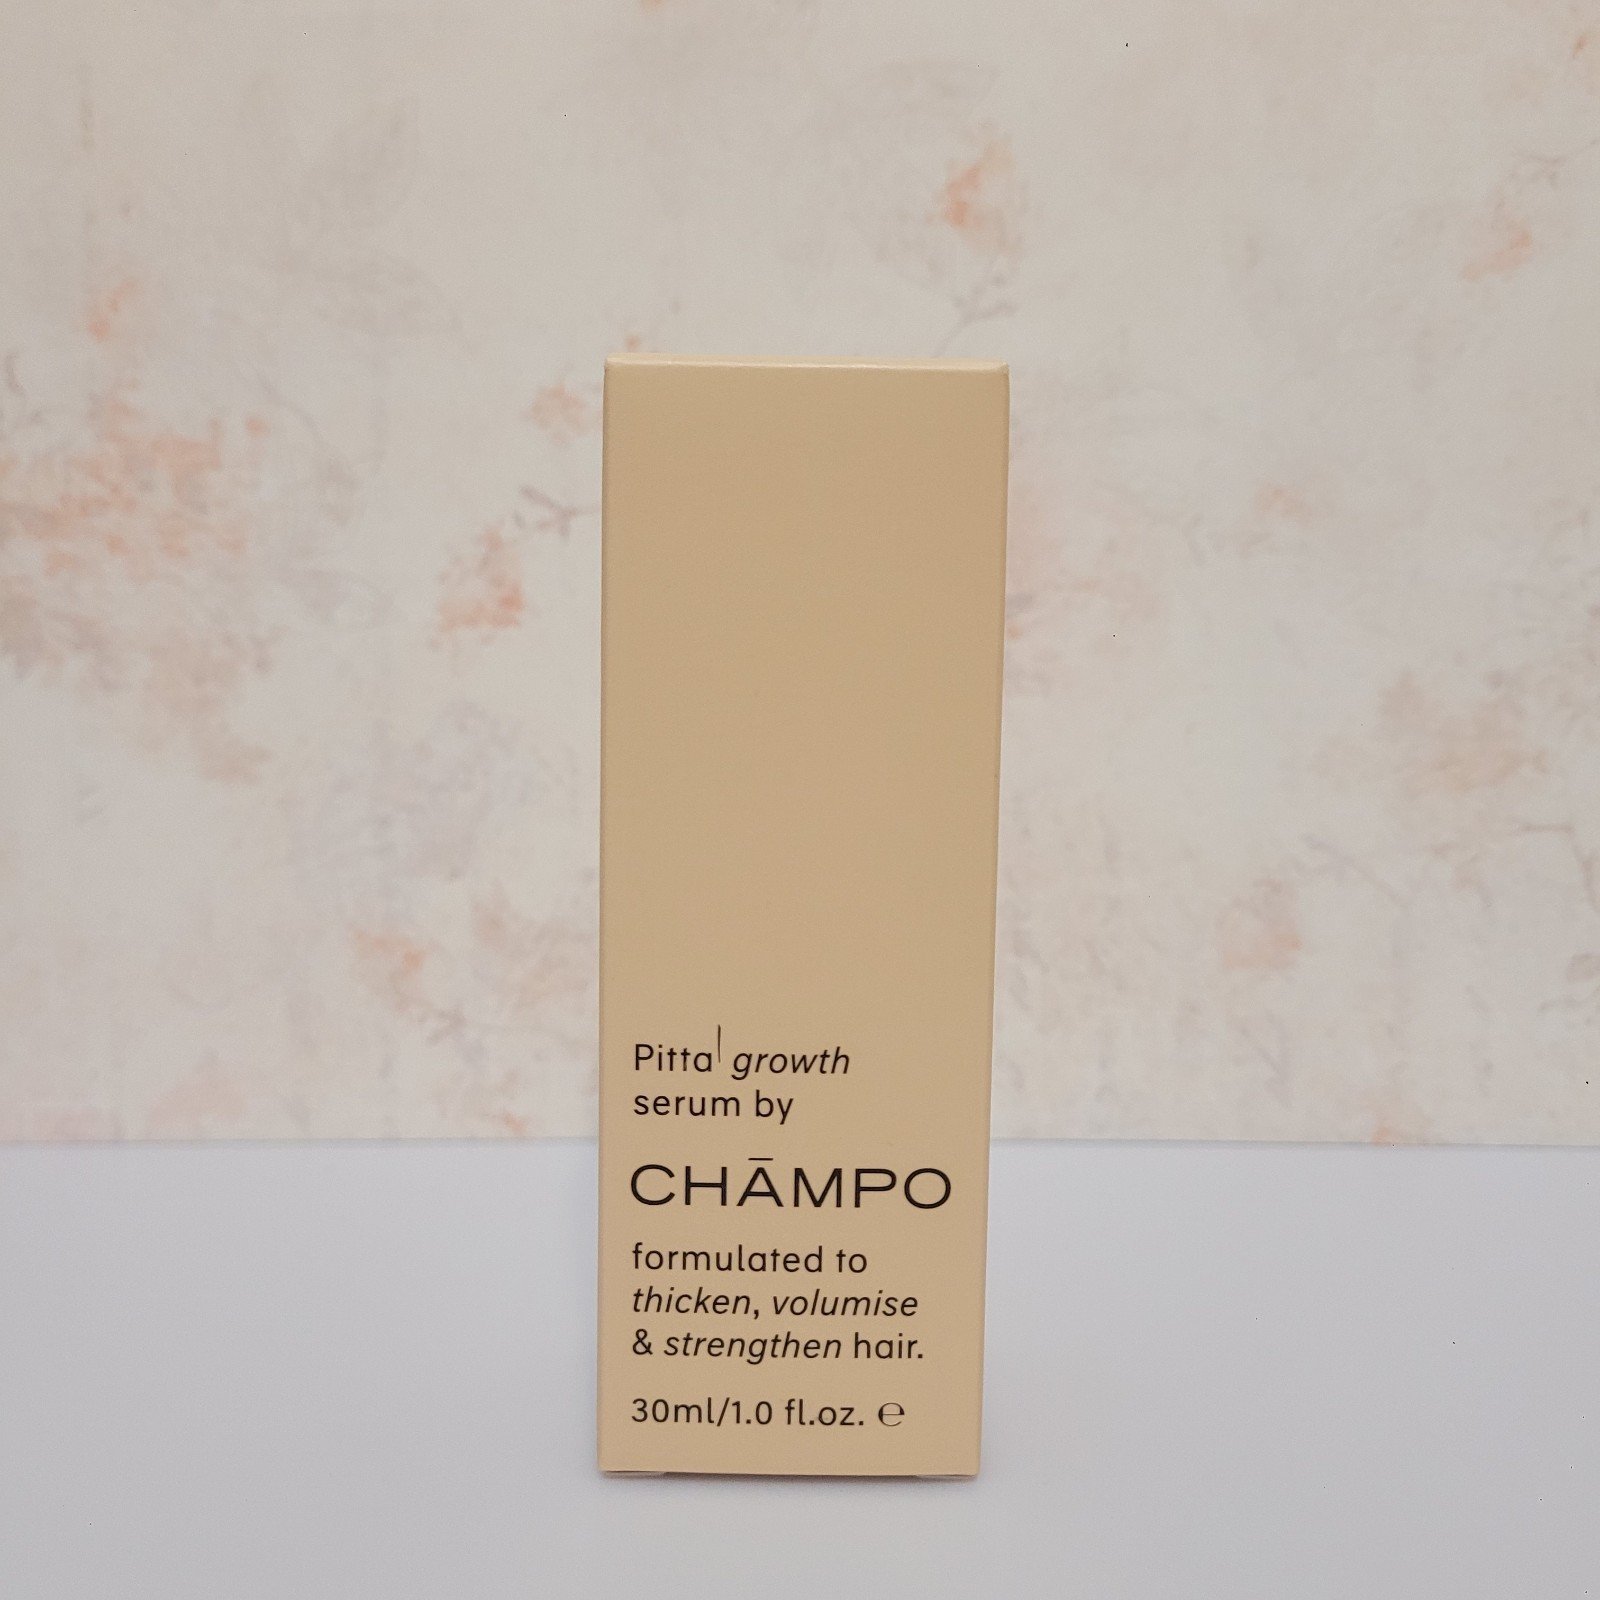 Pitta growth
serum by
CHĀMPO
formulated to
thicken, volumise
& strengthen hair.
30ml/1.0 fl.oz. ℮